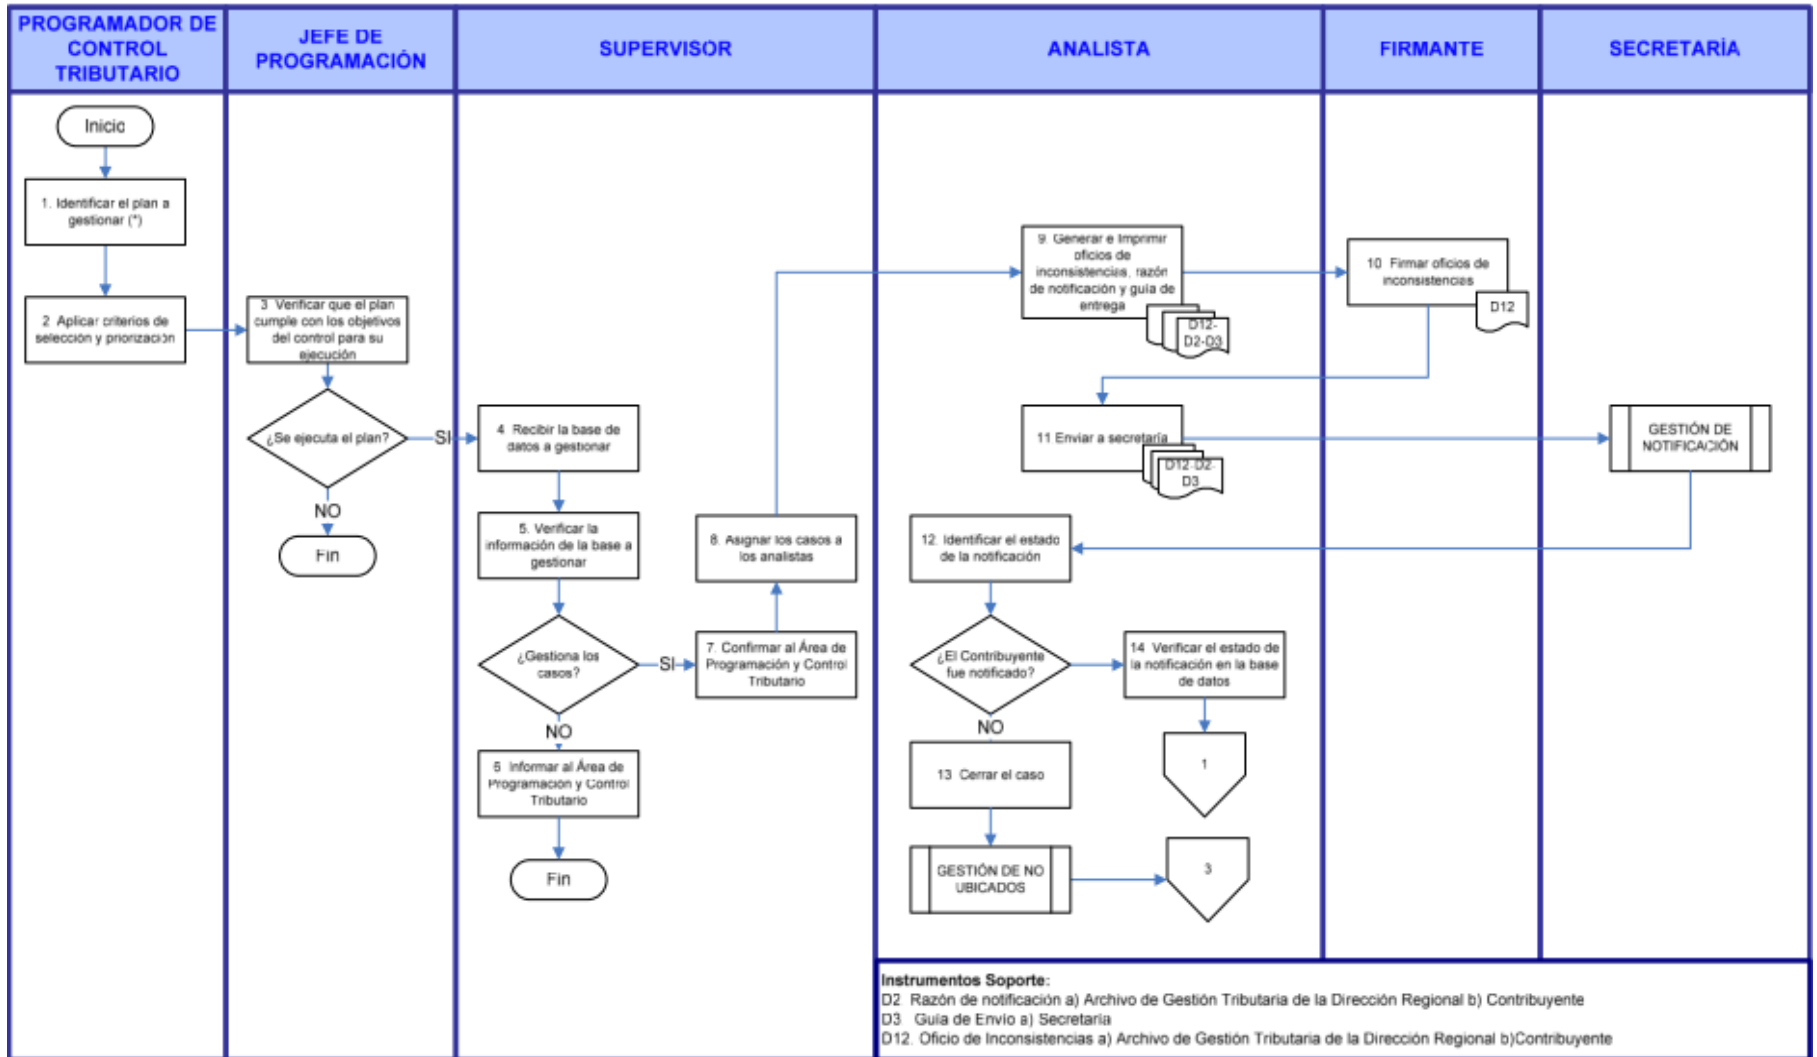 PROGRAMADOR DE
CONTROL
TRIBUTARIO
JEFE DE
PROGRAMACIÓN
SUPERVISOR
ANALISTA
FIRMANTE
SECRETARÍA
Inicio
1. Identificar el plan a
gestionar (*)
2 Aplicar criterios de
selección y priorización
3 Verificar que el plan
cumple con los objetivos
del control para su
ejecución
¿Se ejecuta el plan?
SI
NO
Fin
4 Recibir la base de
datos a gestionar
5. Verificar la
información de la base a
gestionar
¿Gestiona los
casos?
SI
NO
6 Informar al Área de
Programación y Control
Tributario
Fin
7. Confirmar al Área de
Programación y Control
Tributario
8. Asignar los casos a
los analistas
9. Generar e Imprimir
oficios de
inconsistencias, razón
de notificación y guía de
entrega
D12-
D2-D3
10 Firmar oficios de
inconsistencias
D12
11 Enviar a secretaría
D12-D2-
D3
GESTIÓN DE
NOTIFICACIÓN
12. Identificar el estado
de la notificación
¿El Contribuyente
fue notificado?
NO
14 Verificar el estado de
la notificación en la base
de datos
1
13 Cerrar el caso
GESTIÓN DE NO
UBICADOS
3
Instrumentos Soporte:
D2 Razón de notificación a) Archivo de Gestión Tributaria de la Dirección Regional b) Contribuyente
D3 Guía de Envio a) Secretaría
D12. Oficio de Inconsistencias a) Archivo de Gestión Tributaria de la Dirección Regional b)Contribuyente